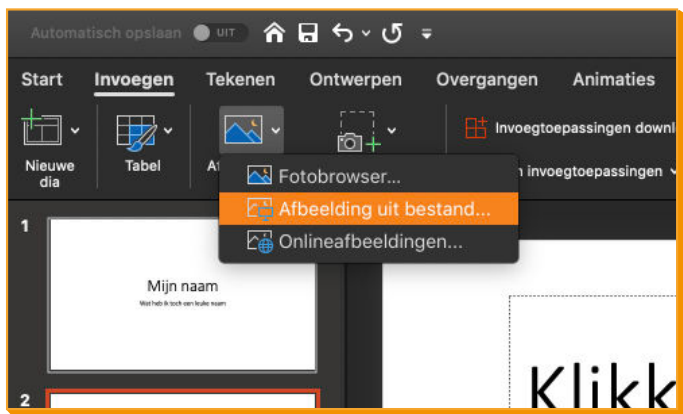 Automatisch opslaan UIT
Start Invoegen Tekenen Ontwerpen Overgangen Animaties
Nieuwe dia
Tabel
Invoegtoepassingen downl
invoegtoepassingen
Fotobrowser...
Afbeelding uit bestand...
Onlineafbeeldingen...
1
Mijn naam
Wat heb ik toch een leuke naam
2
Klikk